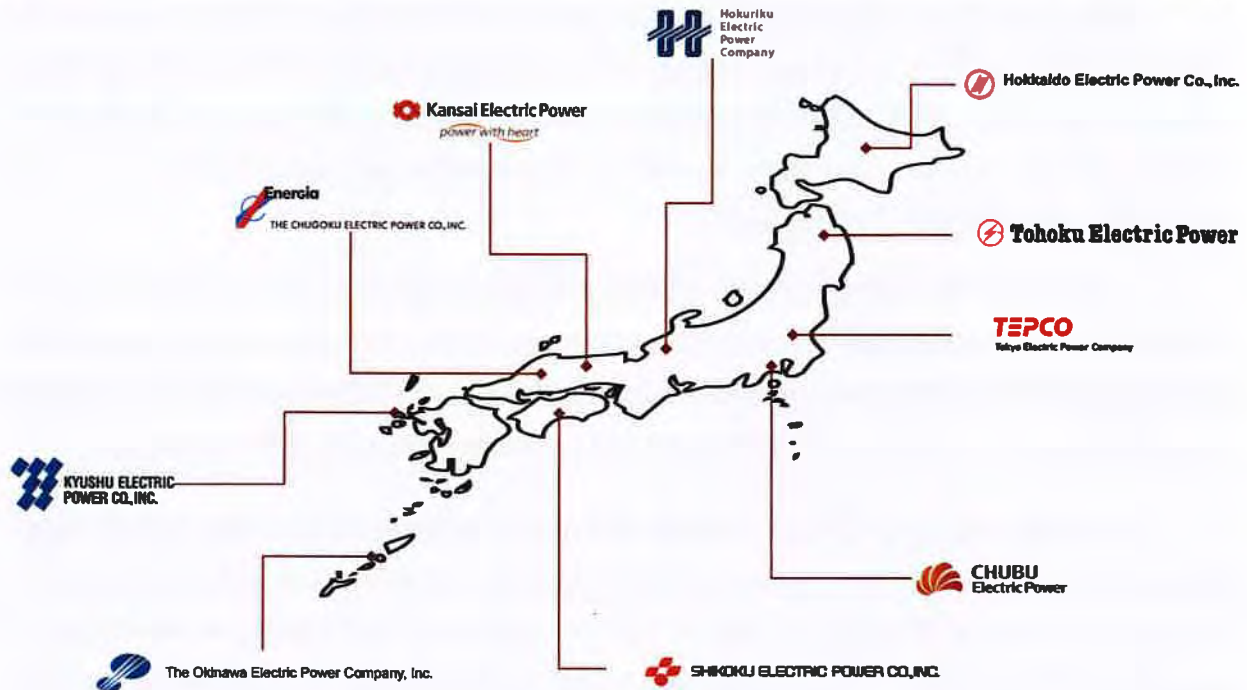 Hokuriku
Electric
Power
Company
Hokkaido Electric Power Co., Inc.
Kansai Electric Power
power with heart
Energia
THE CHUGOKU ELECTRIC POWER CO., INC.
Tohoku Electric Power
TEPCO
Tokyo Electric Power Company
KYUSHU ELECTRIC
POWER CO., INC.
CHUBU
Electric Power
The Okinawa Electric Power Company, Inc.
SHIKOKU ELECTRIC POWER CO., INC.